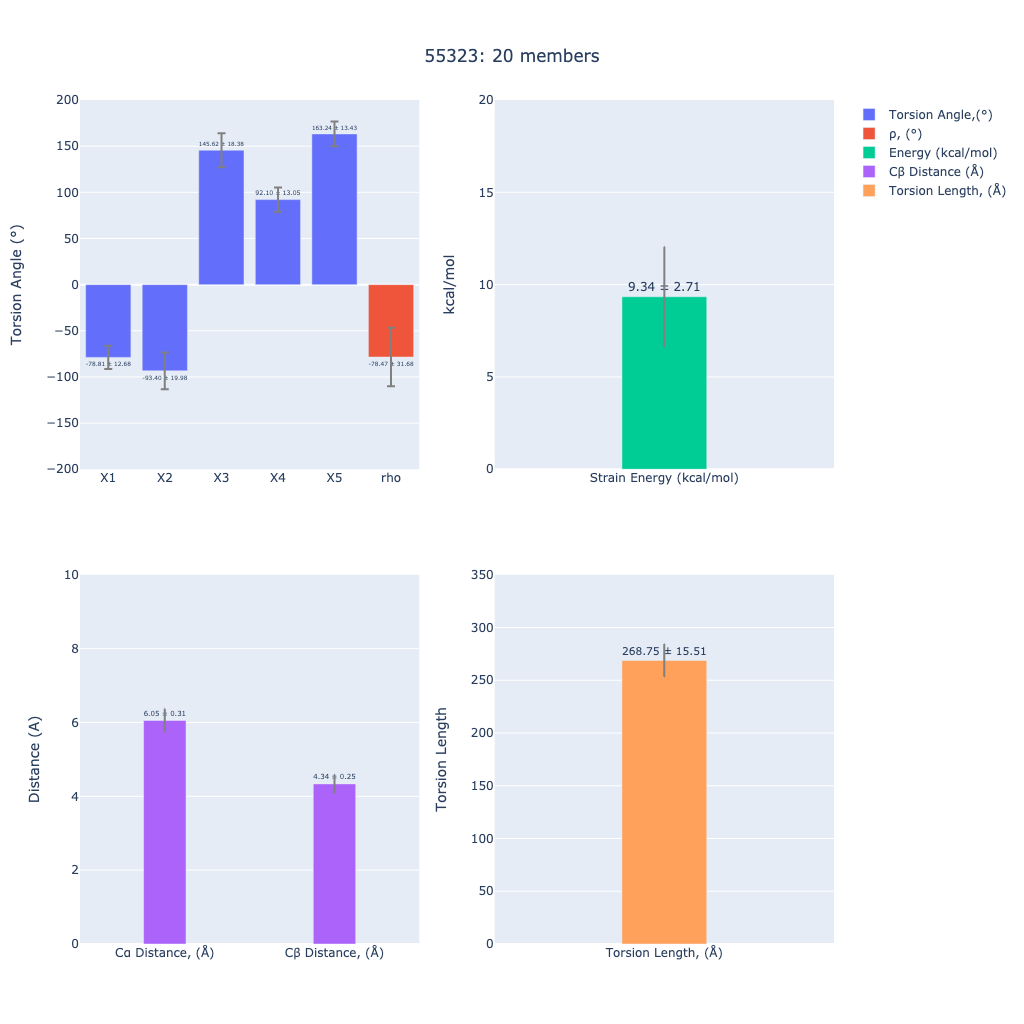 55323: 20 members
Torsion Angle (°)
200
150
100
50
0
−50
−100
−150
−200
-78.81 ± 12.68
-93.40 ± 19.98
145.62 ± 18.38
92.10 ± 13.05
163.24 ± 13.43
-78.47 ± 31.68
X1 X2 X3 X4 X5 rho
kcal/mol
20
15
10
5
0
9.34 ± 2.71
Strain Energy (kcal/mol)
Torsion Angle,(°)
ρ, (°)
Energy (kcal/mol)
Cβ Distance (Å)
Torsion Length, (Å)
Distance (A)
10
8
6
4
2
0
6.05 ± 0.31
4.34 ± 0.25
Cα Distance, (Å) Cβ Distance, (Å)
Torsion Length
350
300
250
200
150
100
50
0
268.75 ± 15.51
Torsion Length, (Å)